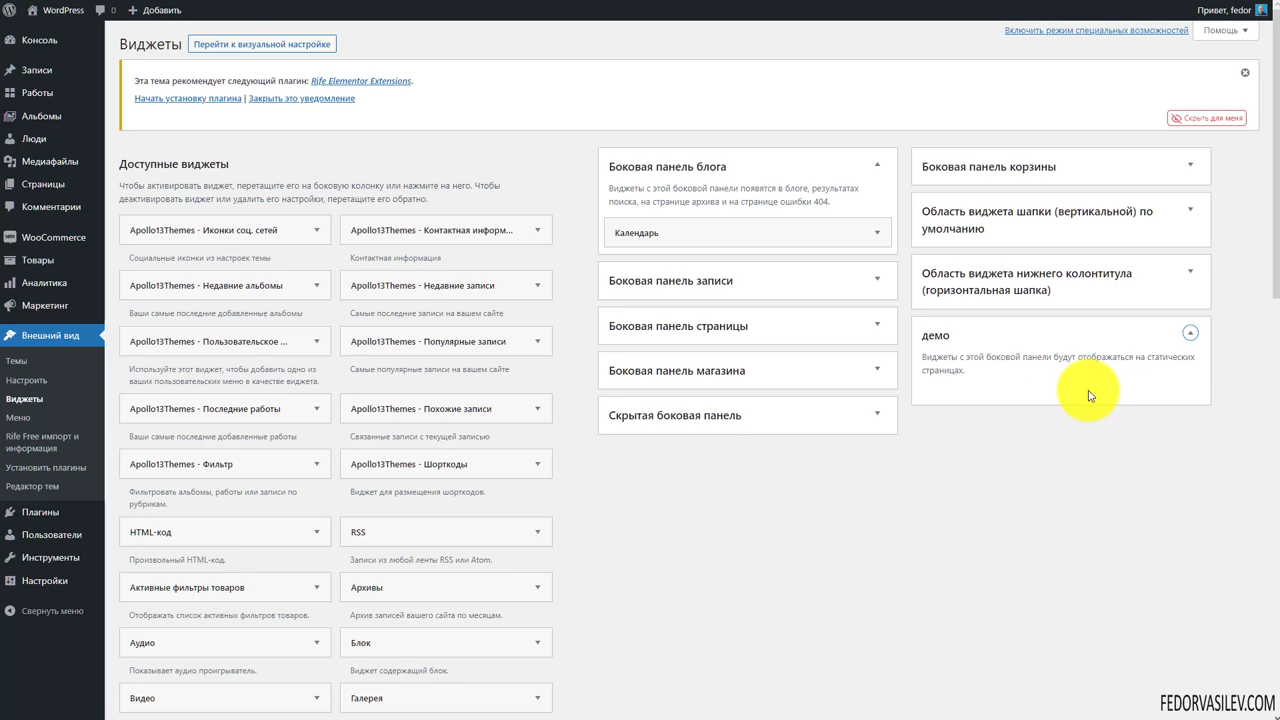 WordPress
0
Добавить
Привет, fedor
Консоль
Записи
Работы
Альбомы
Люди
Медиафайлы
Страницы
Комментарии
WooCommerce
Товары
Аналитика
Маркетинг
Внешний вид
Темы
Настроить
Виджеты
Меню
Rife Free импорт и
информация
Установить плагины
Редактор тем
Плагины
Пользователи
Инструменты
Настройки
Свернуть меню
Виджеты
Перейти к визуальной настройке
Включить режим специальных возможностей
Помощь
Эта тема рекомендует следующий плагин: Rife Elementor Extensions.
Начать установку плагина | Закрыть это уведомление
Скрыть для меня
Доступные виджеты
Чтобы активировать виджет, перетащите его на боковую колонку или нажмите на него. Чтобы
деактивировать виджет или удалить его настройки, перетащите его обратно.
Apollo13Themes - Иконки соц. сетей
Социальные иконки из настроек темы
Apollo13Themes - Контактная информ...
Контактная информация
Apollo13Themes - Недавние альбомы
Ваши самые последние добавленные альбомы
Apollo13Themes - Недавние записи
Самые последние записи на вашем сайте
Apollo13Themes - Пользовательское ...
Используйте этот виджет, чтобы добавить одно из
ваших пользовательских меню в качестве виджета.
Apollo13Themes - Популярные записи
Самые популярные записи на вашем сайте
Apollo13Themes - Последние работы
Ваши самые последние добавленные работы
Apollo13Themes - Похожие записи
Связанные записи с текущей записью
Apollo13Themes - Фильтр
Фильтровать альбомы, работы или записи по
рубрикам.
Apollo13Themes - Шорткоды
Виджет для размещения шорткодов.
HTML-код
Произвольный HTML-код.
RSS
Записи из любой ленты RSS или Atom.
Активные фильтры товаров
Отображать список активных фильтров товаров.
Архивы
Архив записей вашего сайта по месяцам.
Аудио
Показывает аудио проигрыватель.
Блок
Виджет содержащий блок.
Видео
Галерея
Боковая панель блога
Виджеты с этой боковой панели появятся в блоге, результатах
поиска, на странице архива и на странице ошибки 404.
Календарь
Боковая панель записи
Боковая панель страницы
Боковая панель магазина
Скрытая боковая панель
Боковая панель корзины
Область виджета шапки (вертикальной) по
умолчанию
Область виджета нижнего колонтитула
(горизонтальная шапка)
демо
Виджеты с этой боковой панели будут отображаться на статических
страницах.
FEDORVASILEV.COM